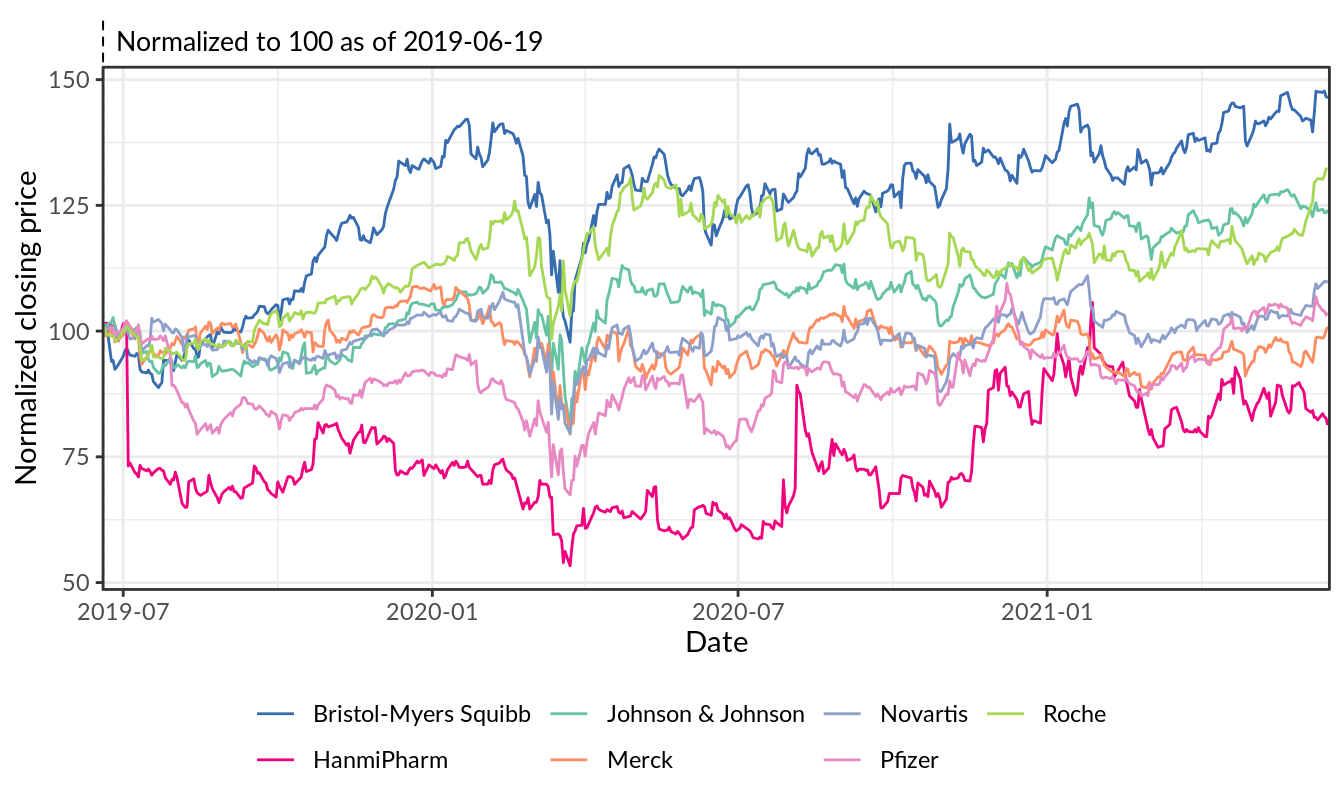 Normalized to 100 as of 2019-06-19
150
125
100
75
50
Normalized closing price
2019-07 2020-01 2020-07 2021-01
Date
Bristol-Myers Squibb Johnson & Johnson Novartis Roche
HanmiPharm Merck Pfizer